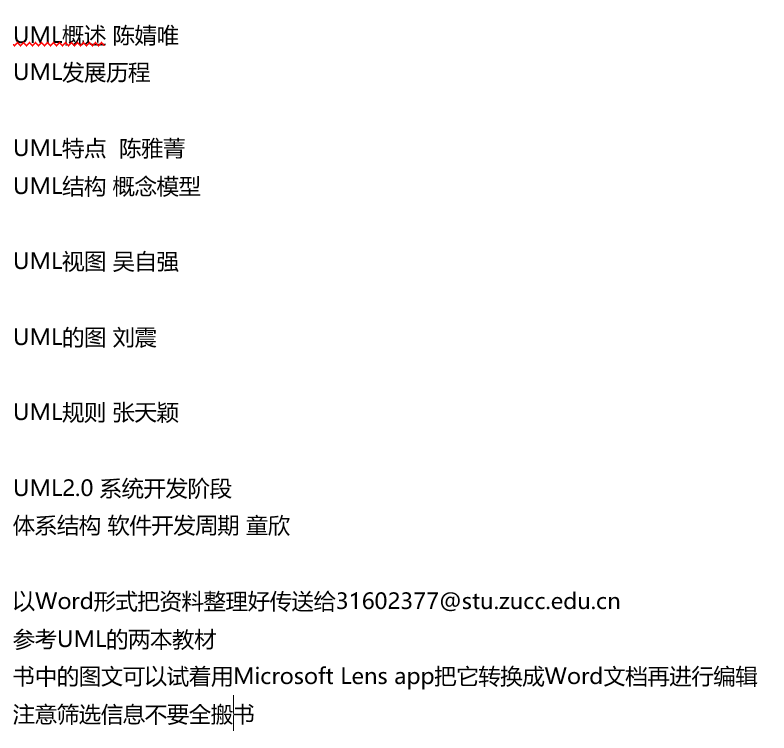 UML概述 陈婧唯
UML发展历程
UML特点  陈雅菁
UML结构 概念模型
UML视图 吴自强
UML的图 刘震
UML规则 张天颖
UML2.0 系统开发阶段
体系结构 软件开发周期 童欣
以Word形式把资料整理好传送给31602377@stu.zucc.edu.cn
参考UML的两本教材
书中的图文可以试着用Microsoft Lens app把它转换成Word文档再进行编辑
注意筛选信息不要全搬书